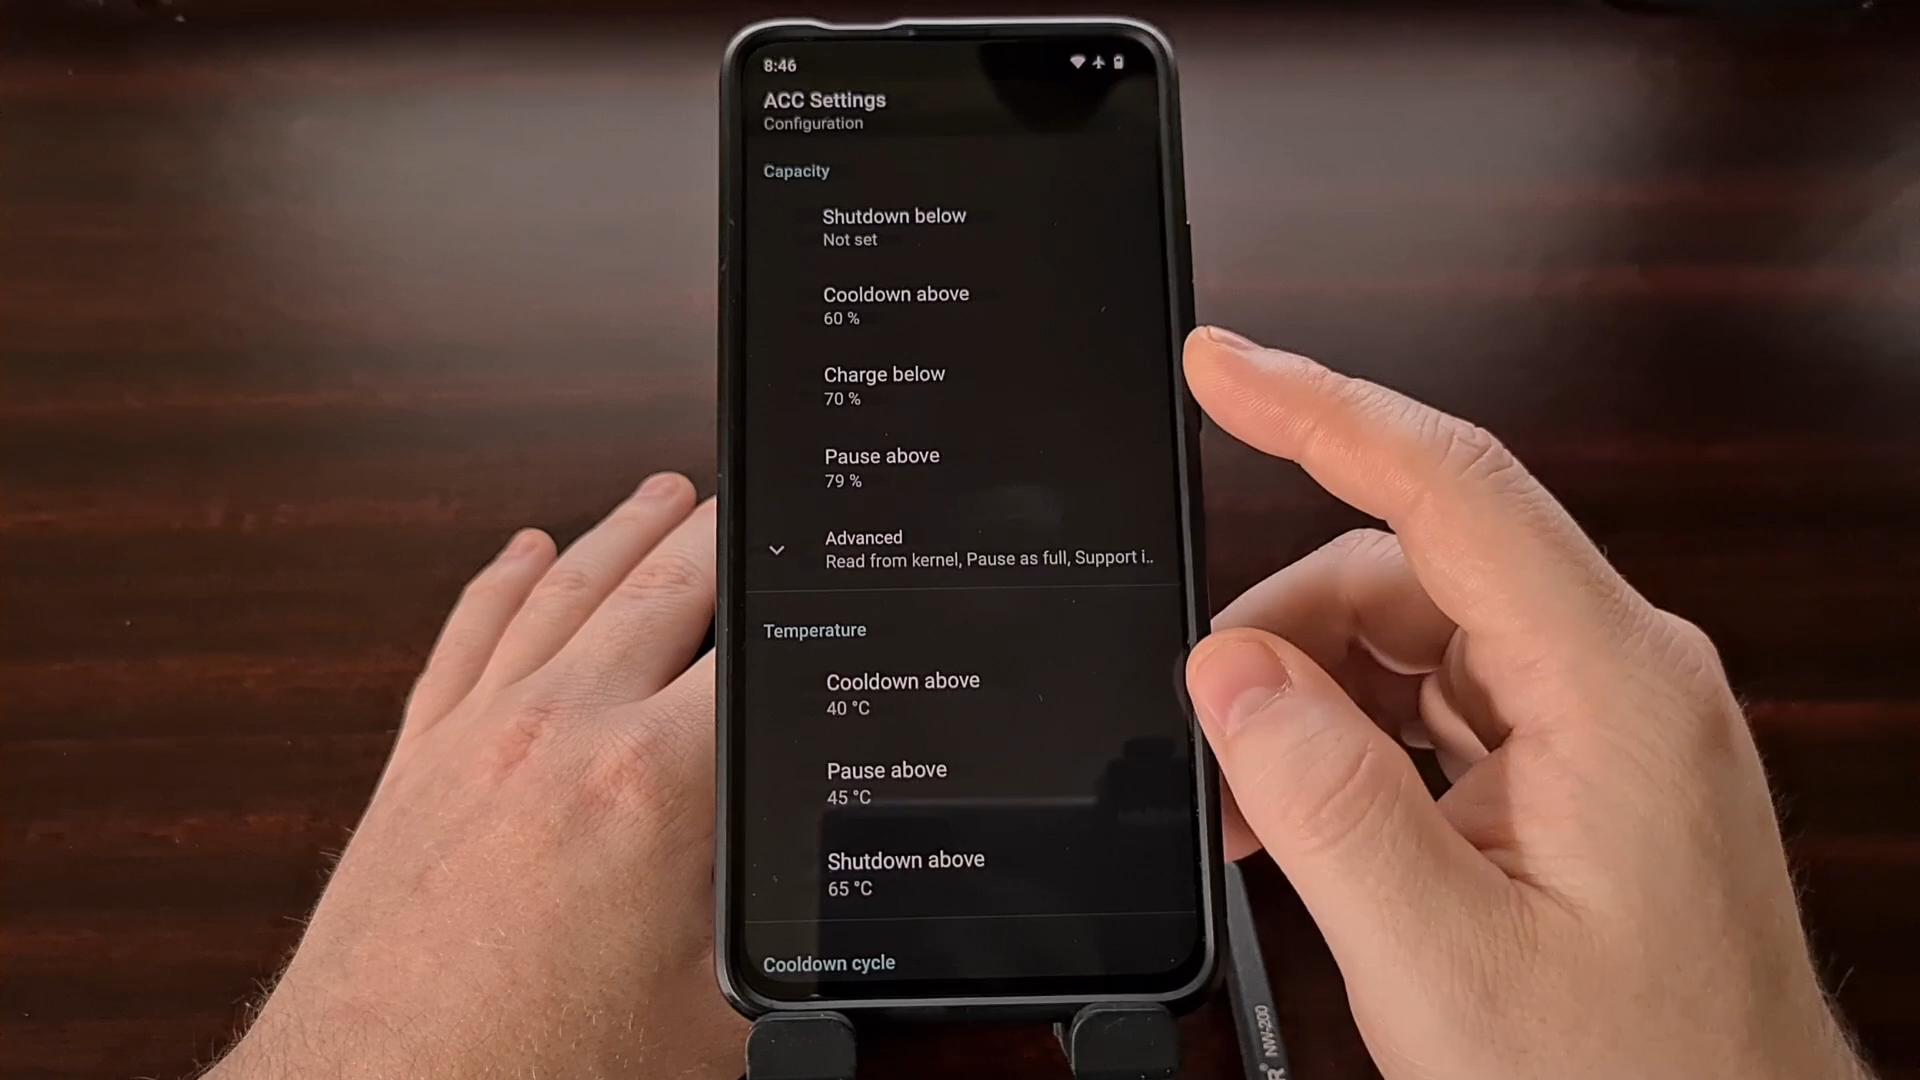 8:46
ACC Settings
Configuration
Capacity
Shutdown below
Not set
Cooldown above
60 %
Charge below
70 %
Pause above
79 %
Advanced
Read from kernel, Pause as full, Support i..
Temperature
Cooldown above
40 °C
Pause above
45 °C
Shutdown above
65 °C
Cooldown cycle
NW-200